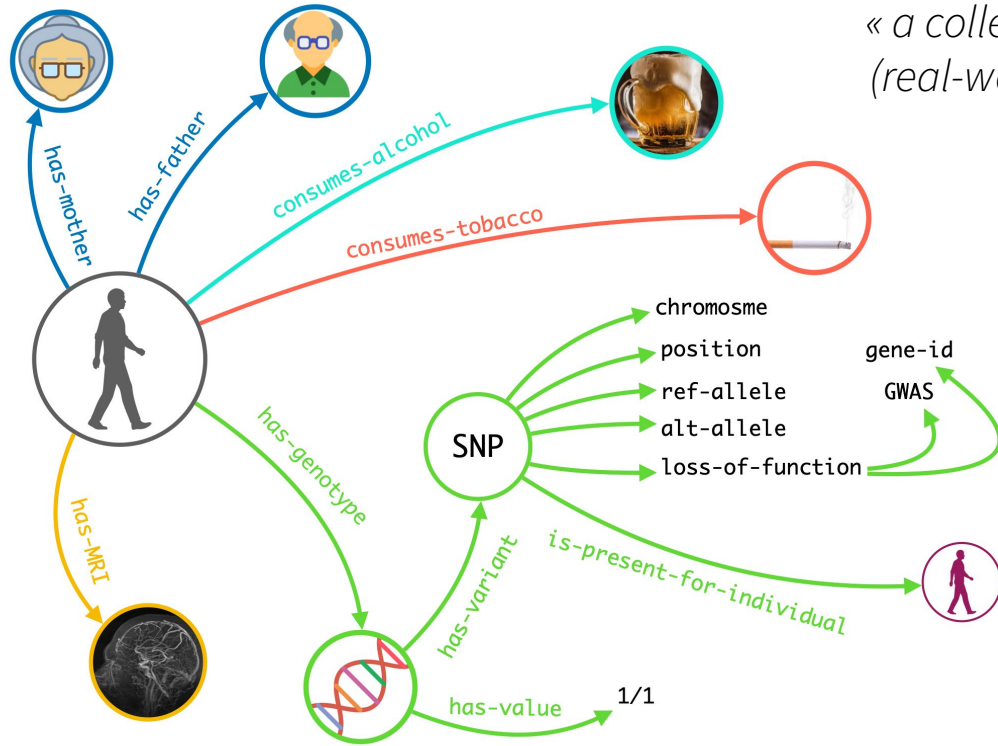 « a colle
(real-w
has-mother
has-father
consumes-alcohol
consumes-tobacco
chromosme
position
gene-id
ref-allele
GWAS
alt-allele
SNP
loss-of-function
has-genotype
has-MRI
is-present-for-individual
has-variant
has-value
1/1